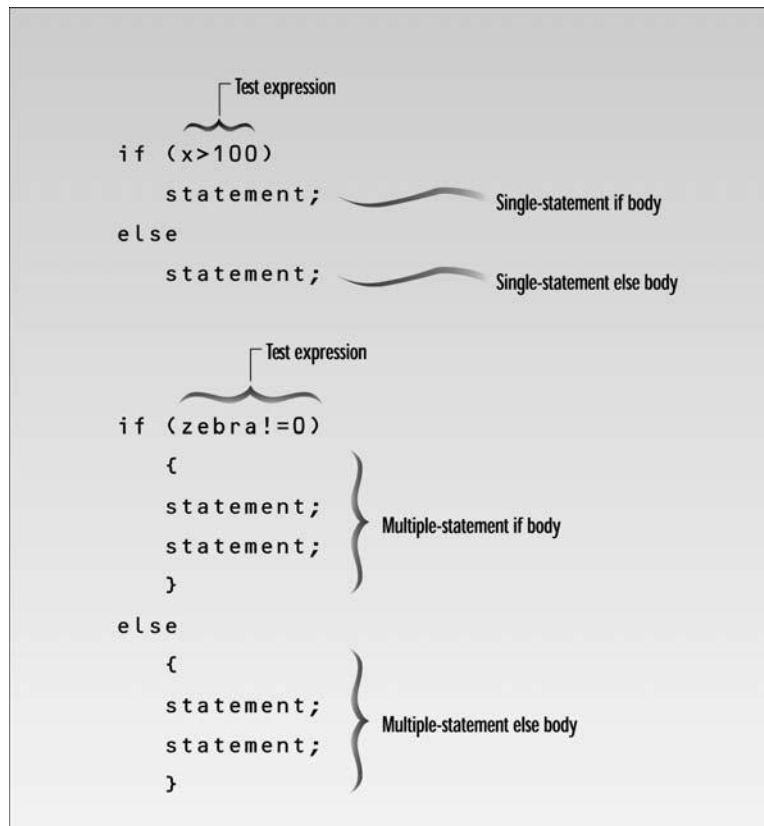 Test expression
if (x>100)
statement; Single-statement if body
else
statement; Single-statement else body
Test expression
if (zebra!=0)
{
statement;
statement;
}
Multiple-statement if body
else
{
statement;
statement;
}
Multiple-statement else body